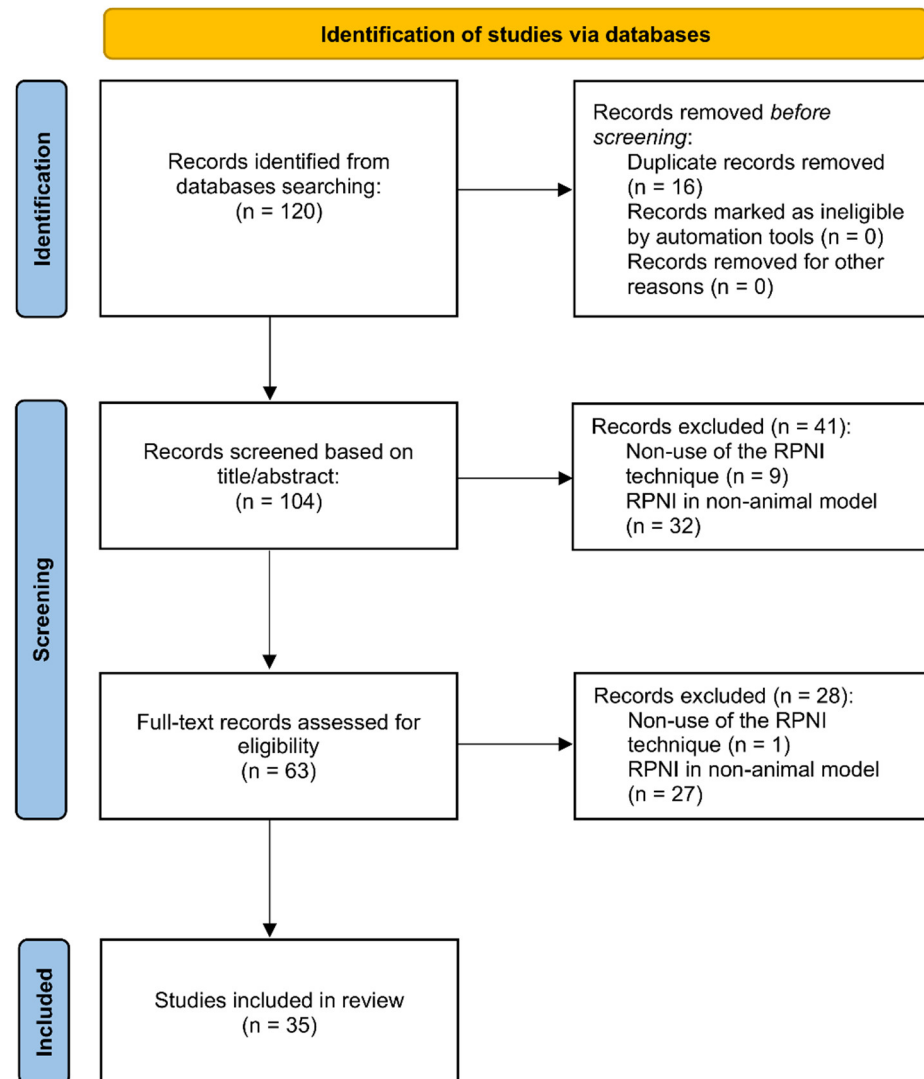 Identification of studies via databases
Identification
Records identified from
databases searching:
(n = 120)
Records removed before
screening:
Duplicate records removed
(n = 16)
Records marked as ineligible
by automation tools (n = 0)
Records removed for other
reasons (n = 0)
Screening
Records screened based on
title/abstract:
(n = 104)
Records excluded (n = 41):
Non-use of the RPNI
technique (n = 9)
RPNI in non-animal model
(n = 32)
Full-text records assessed for
eligibility
(n = 63)
Records excluded (n = 28):
Non-use of the RPNI
technique (n = 1)
RPNI in non-animal model
(n = 27)
Included
Studies included in review
(n = 35)